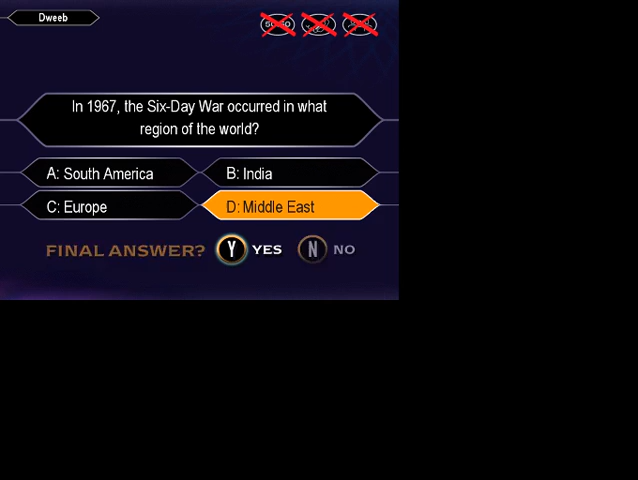 Dweeb
In 1967, the Six-Day War occurred in what
region of the world?
A: South America
B: India
C: Europe
D: Middle East
FINAL ANSWER? Y YES N NO